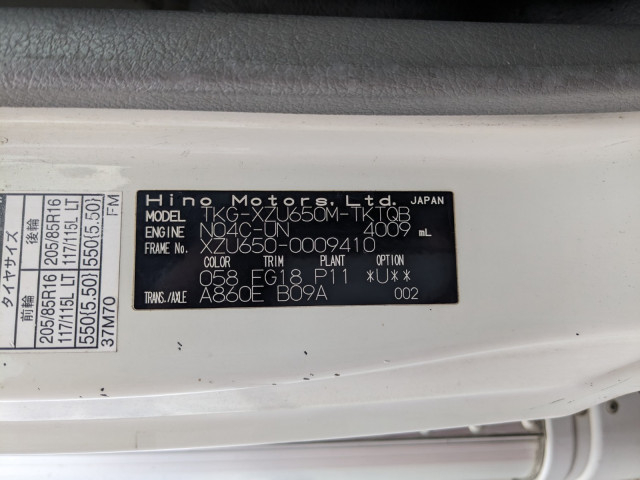 Hino Motors, Ltd. JAPAN
MODEL TKG-XZU650M-TKTQB
ENGINE N04C-UN 4009 mL
FRAME No. XZU650-0009410
COLOR TRIM PLANT OPTION
058 EG18 P11 *U**
TRANS./AXLE A860E B09A 002
タイヤサイズ
前輪 後輪
205/85R16 205/85R16
117/115L LT 117/115L LT
550{5.50} 550{5.50}
37M70 FM